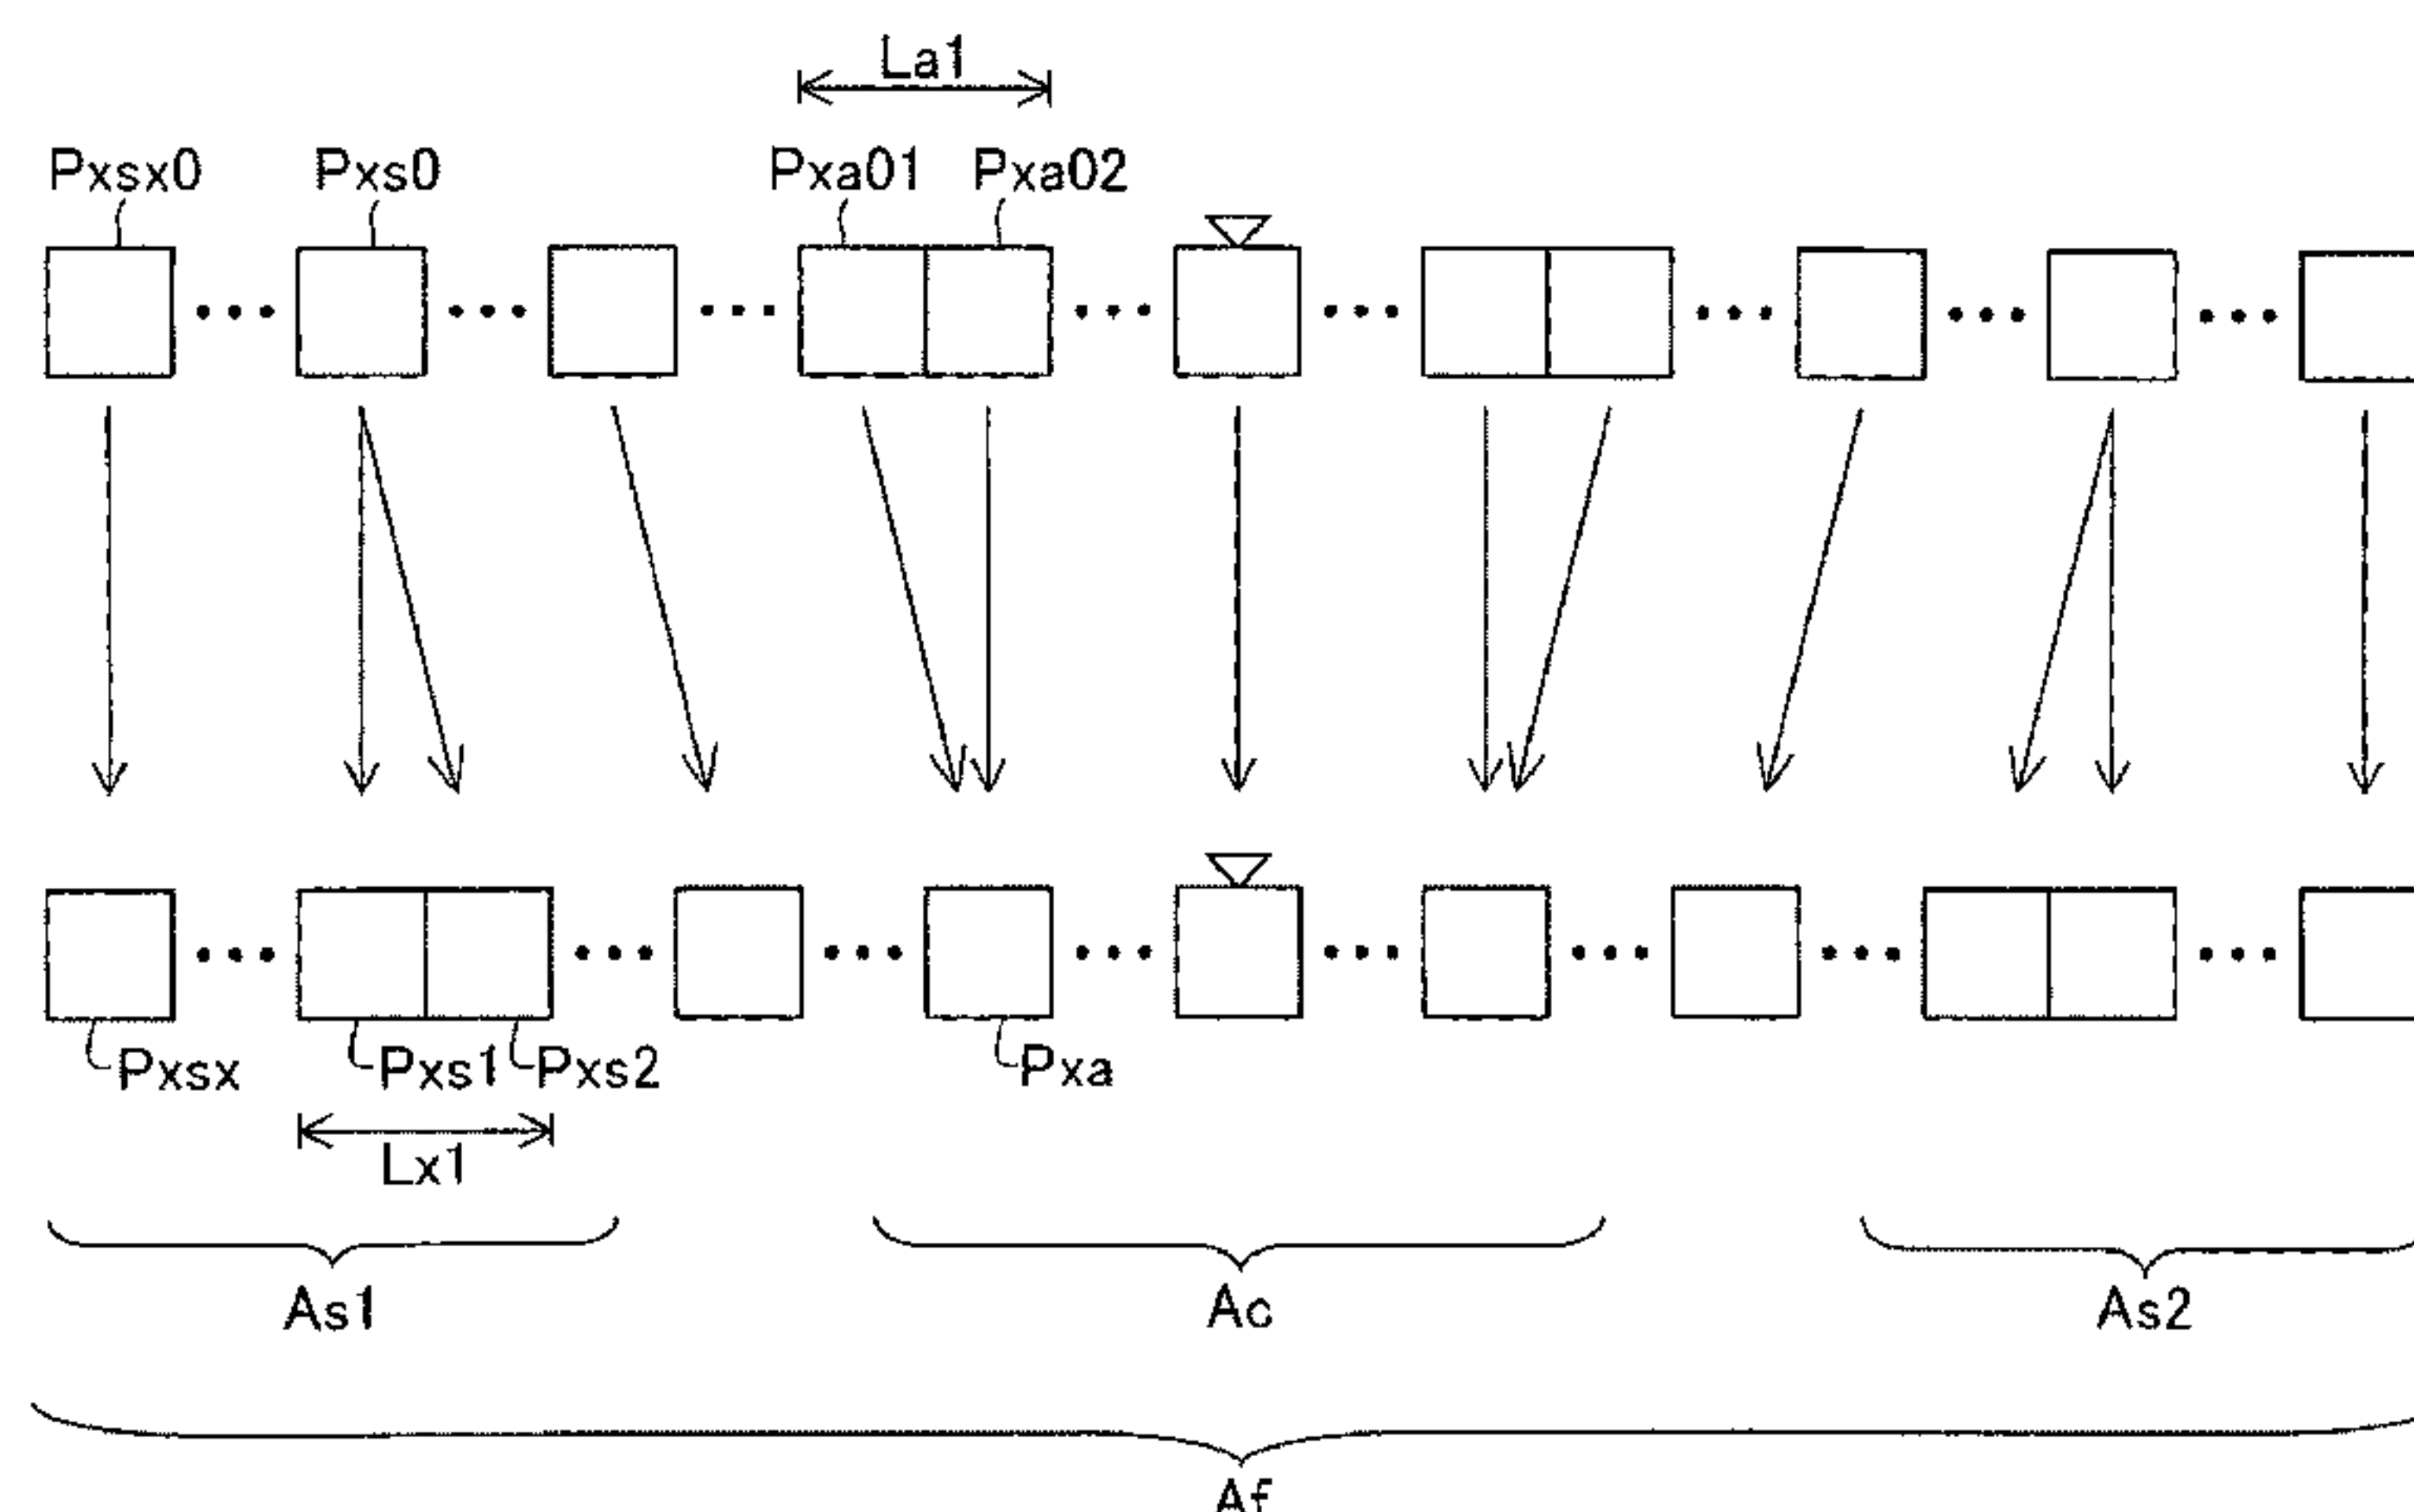 La1
Pxsx0 Pxs0 Pxa01 Pxa02
Pxsx Pxs1 Pxs2 Pxa
Lx1
As1 Ac As2
Af